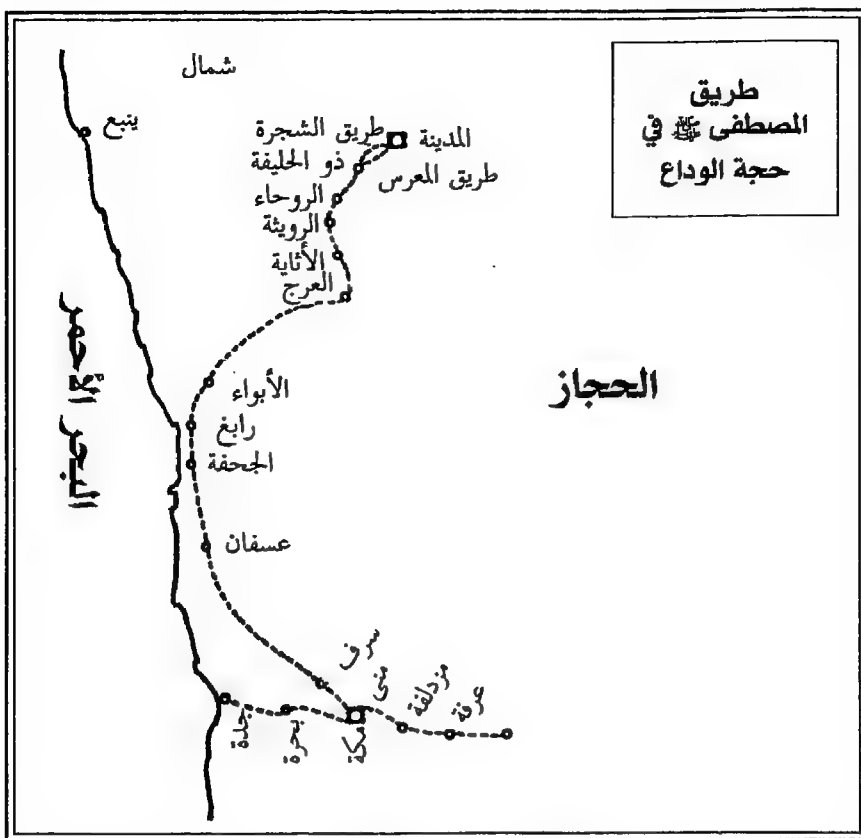 طريق
المصطفى ﷺ في
حجة الوداع
شمال
ينبع
المدينة
طريق الشجرة
ذو الحليفة
طريق المعرس
الروحاء
الرويثة
الأثاية
العرج
الأبواء
رابغ
الجحفة
عسفان
الحجاز
البحر الأحمر
سرف
منى
مزدلفة
عرفة
مكة
بحرة
جدة